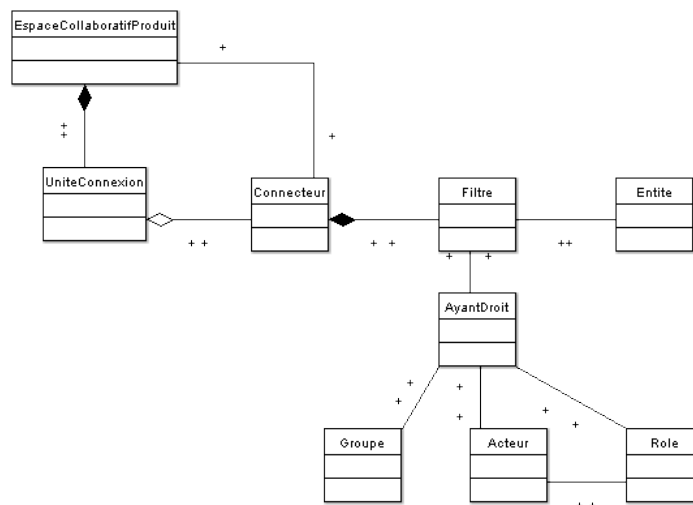 EspaceCollaboratifProduit
+
+
+
+
UniteConnexion
Connecteur
Filtre
Entite
+ +
+ +
++
+ +
AyantDroit
+
+
+
+
+
+
Groupe
Acteur
Role
+ +